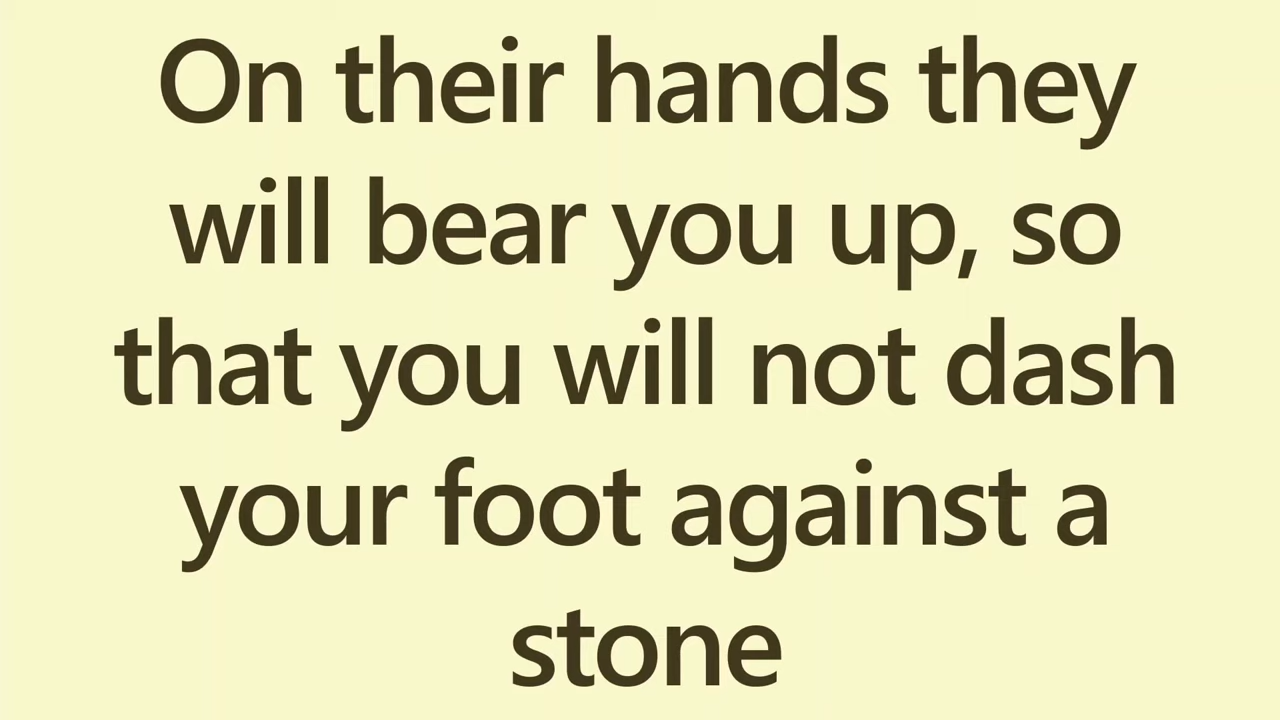 On their hands they
will bear you up, so
that you will not dash
your foot against a
stone